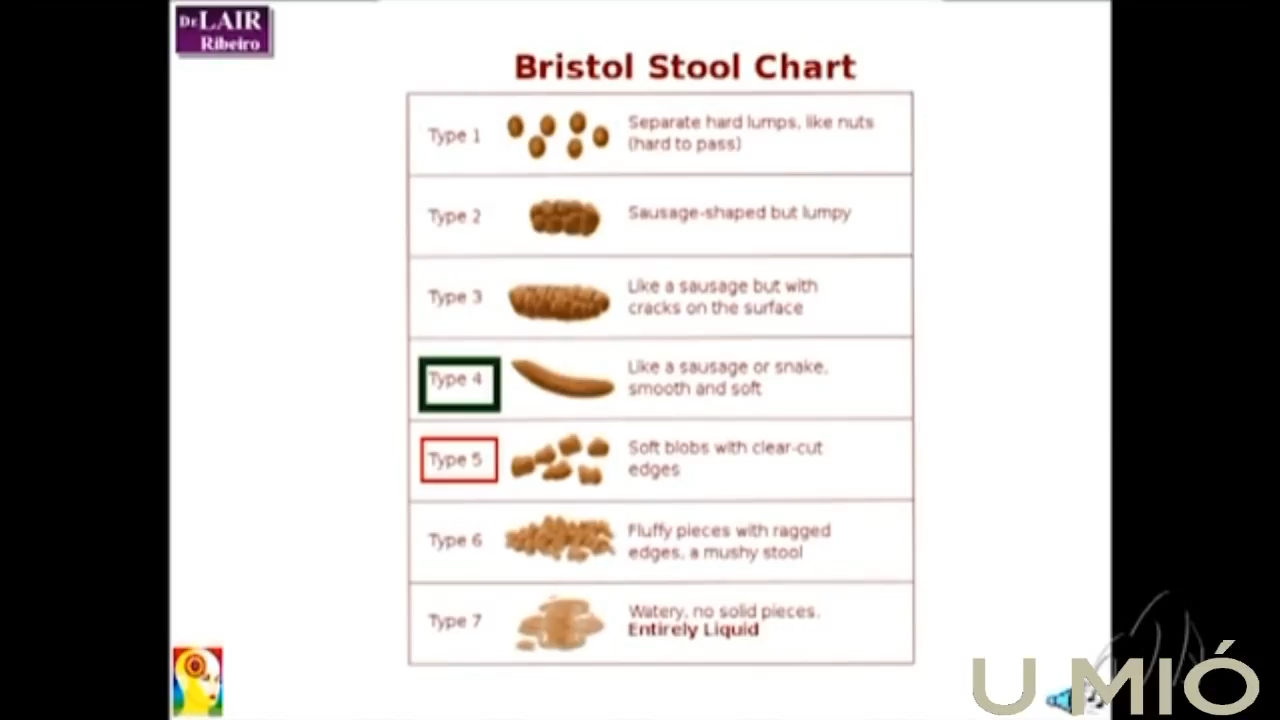 Dr LAIR
Ribeiro
Bristol Stool Chart
Type 1
Separate hard lumps, like nuts
(hard to pass)
Type 2
Sausage-shaped but lumpy
Type 3
Like a sausage but with
cracks on the surface
Type 4
Like a sausage or snake,
smooth and soft
Type 5
Soft blobs with clear-cut
edges
Type 6
Fluffy pieces with ragged
edges, a mushy stool
Type 7
Watery, no solid pieces.
Entirely Liquid
U MIÓ